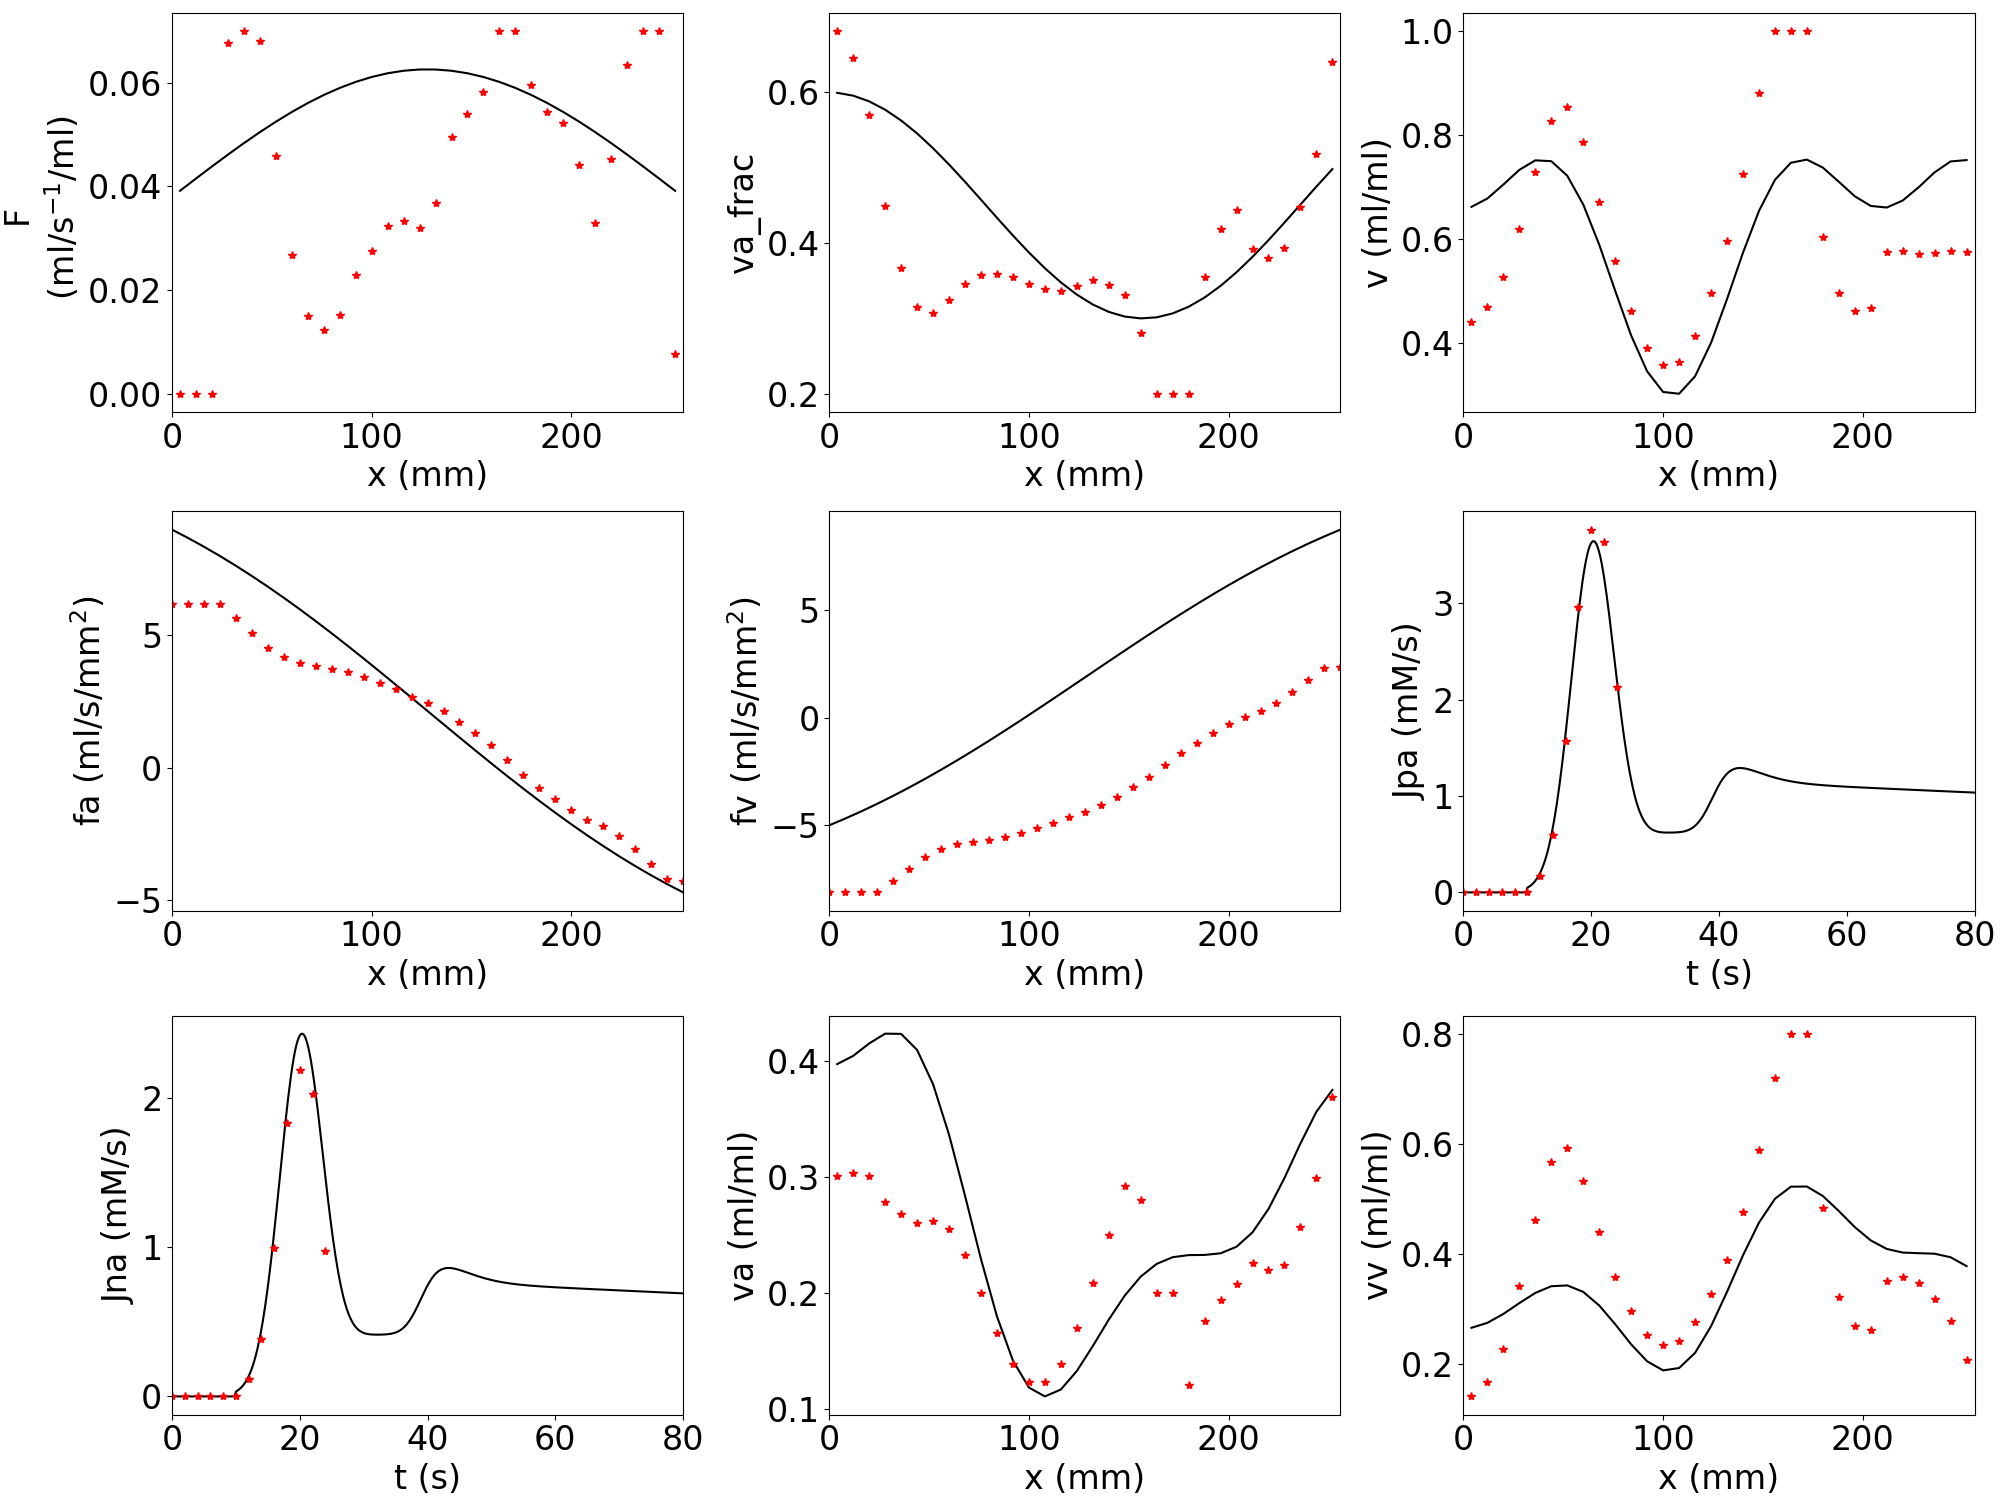 F
(ml/s⁻¹/ml)
0.06
0.04
0.02
0.00
0 100 200
x (mm)
va_frac
0.6
0.4
0.2
0 100 200
x (mm)
v (ml/ml)
1.0
0.8
0.6
0.4
0 100 200
x (mm)
fa (ml/s/mm²)
5
0
−5
0 100 200
x (mm)
fv (ml/s/mm²)
5
0
−5
0 100 200
x (mm)
Jpa (mM/s)
3
2
1
0
0 20 40 60 80
t (s)
Jna (mM/s)
2
1
0
0 20 40 60 80
t (s)
va (ml/ml)
0.4
0.3
0.2
0.1
0 100 200
x (mm)
vv (ml/ml)
0.8
0.6
0.4
0.2
0 100 200
x (mm)